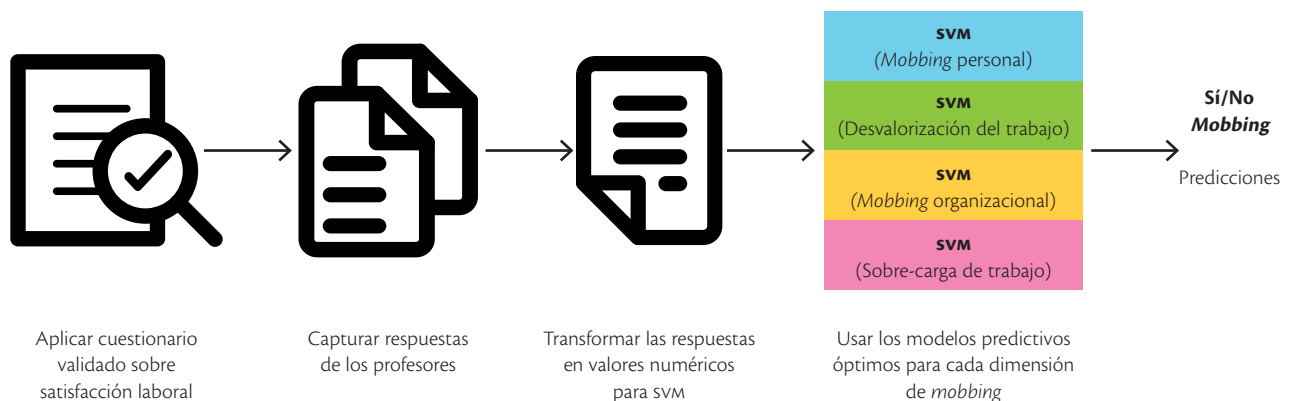 SVM
(Mobbing personal)
SVM
(Desvalorización del trabajo)
SVM
(Mobbing organizacional)
SVM
(Sobre-carga de trabajo)
Sí/No
Mobbing
Predicciones
Aplicar cuestionario
validado sobre
satisfacción laboral
Capturar respuestas
de los profesores
Transformar las respuestas
en valores numéricos
para SVM
Usar los modelos predictivos
óptimos para cada dimensión
de mobbing